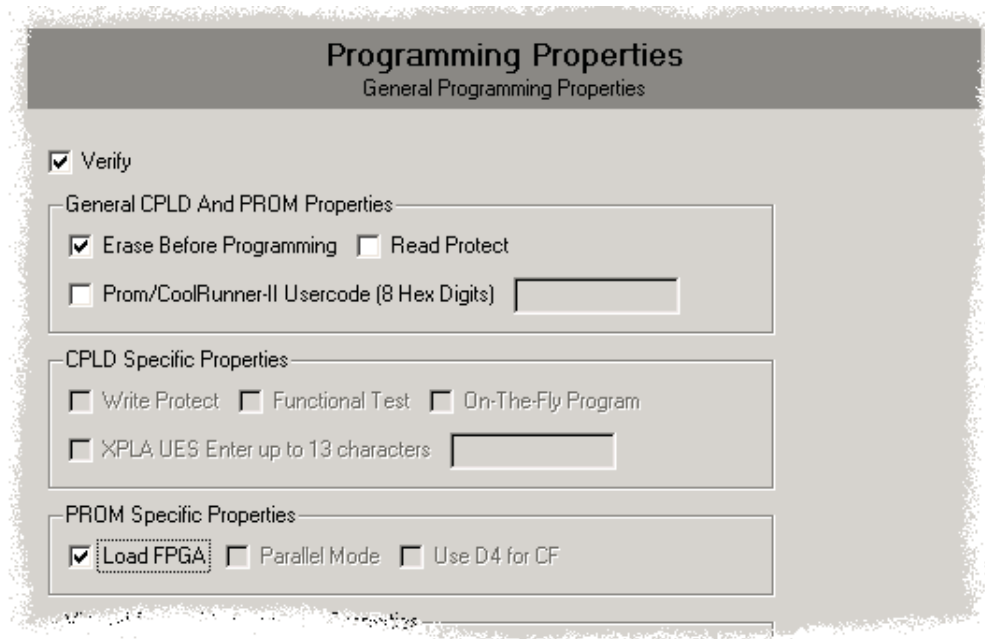 Programming Properties
General Programming Properties
Verify
General CPLD And PROM Properties
Erase Before Programming Read Protect
Prom/CoolRunner-II Usercode (8 Hex Digits)
CPLD Specific Properties
Write Protect Functional Test On-The-Fly Program
XPLA UES Enter up to 13 characters
PROM Specific Properties
Load FPGA Parallel Mode Use D4 for CF
Properties